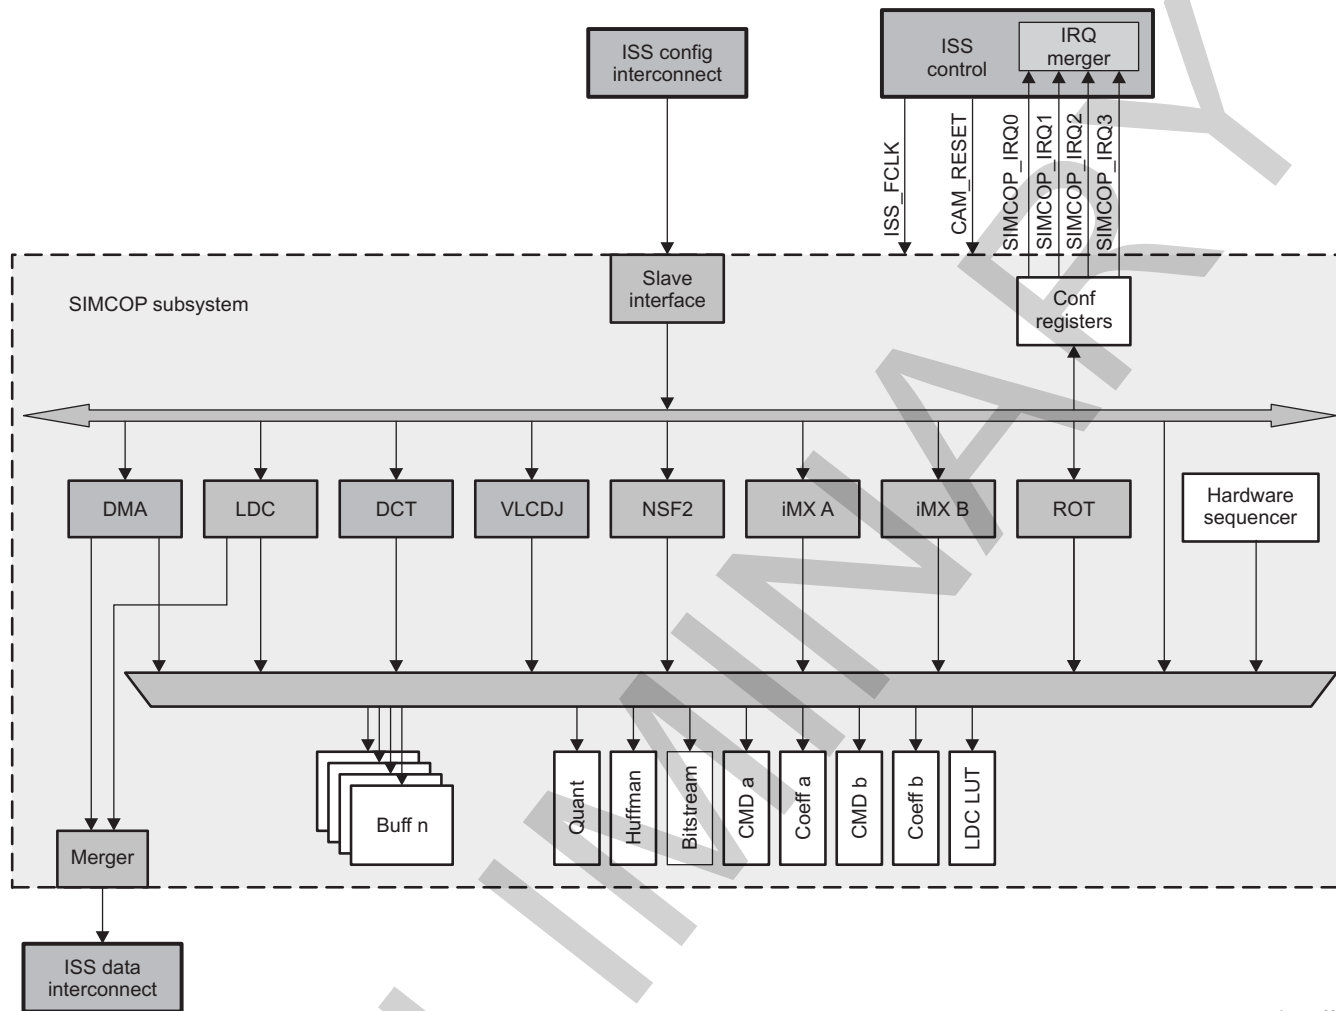 ISS config
interconnect
ISS
control
IRQ
merger
ISS_FCLK
CAM_RESET
SIMCOP_IRQ0
SIMCOP_IRQ1
SIMCOP_IRQ2
SIMCOP_IRQ3
SIMCOP subsystem
Slave
interface
Conf
registers
DMA
LDC
DCT
VLCDJ
NSF2
iMX A
iMX B
ROT
Hardware
sequencer
Buff n
Quant
Huffman
Bitstream
CMD a
Coeff a
CMD b
Coeff b
LDC LUT
Merger
ISS data
interconnect
IMINARY